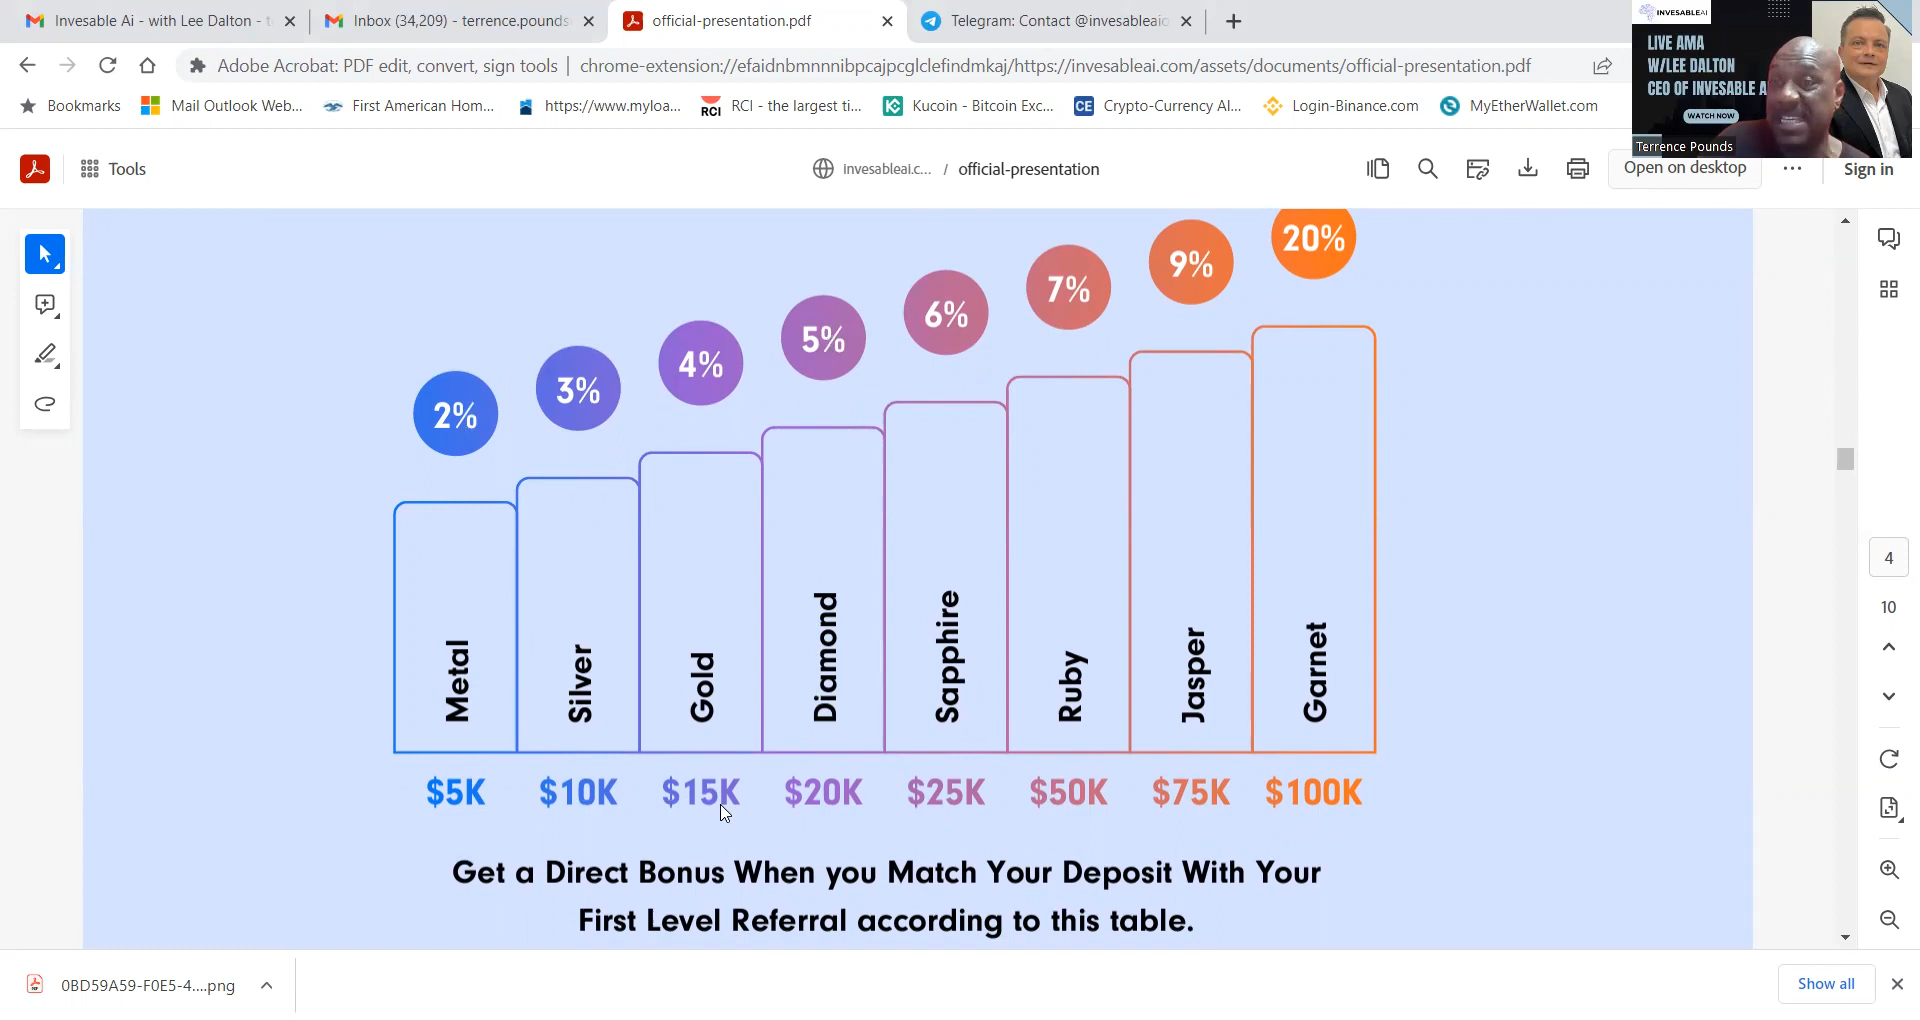 Invesable Ai - with Lee Dalton - t
Inbox (34,209) - terrence.pounds
official-presentation.pdf
Telegram: Contact @invesableaic
Adobe Acrobat: PDF edit, convert, sign tools | chrome-extension://efaidnbmnnnibpcajpcglclefindmkaj/https://invesableai.com/assets/documents/official-presentation.pdf
Bookmarks
Mail Outlook Web...
First American Hom...
https://www.myloa...
RCI
RCI - the largest ti...
Kucoin - Bitcoin Exc...
CE
Crypto-Currency Al...
Login-Binance.com
MyEtherWallet.com
INVESABLEAI
LIVE AMA
W/LEE DALTON
CEO OF INVESABLE A
WATCH NOW
Terrence Pounds
Tools
invesableai.c... / official-presentation
Open on desktop
Sign in
2%
3%
4%
5%
6%
7%
9%
20%
Metal
Silver
Gold
Diamond
Sapphire
Ruby
Jasper
Garnet
$5K
$10K
$15K
$20K
$25K
$50K
$75K
$100K
Get a Direct Bonus When you Match Your Deposit With Your
First Level Referral according to this table.
4
10
0BD59A59-F0E5-4....png
Show all